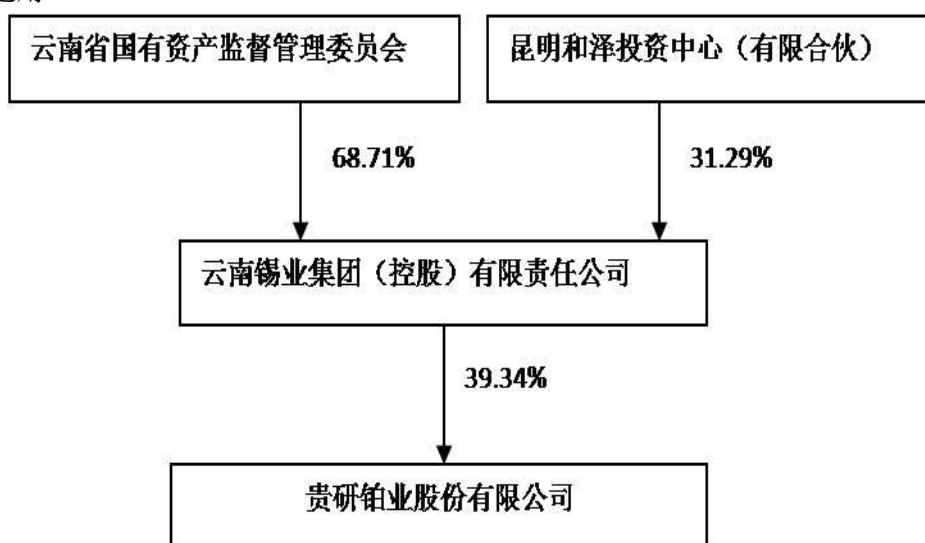 云南省国有资产监督管理委员会
昆明和泽投资中心（有限合伙）
68.71%
31.29%
云南锡业集团（控股）有限责任公司
39.34%
贵研铂业股份有限公司